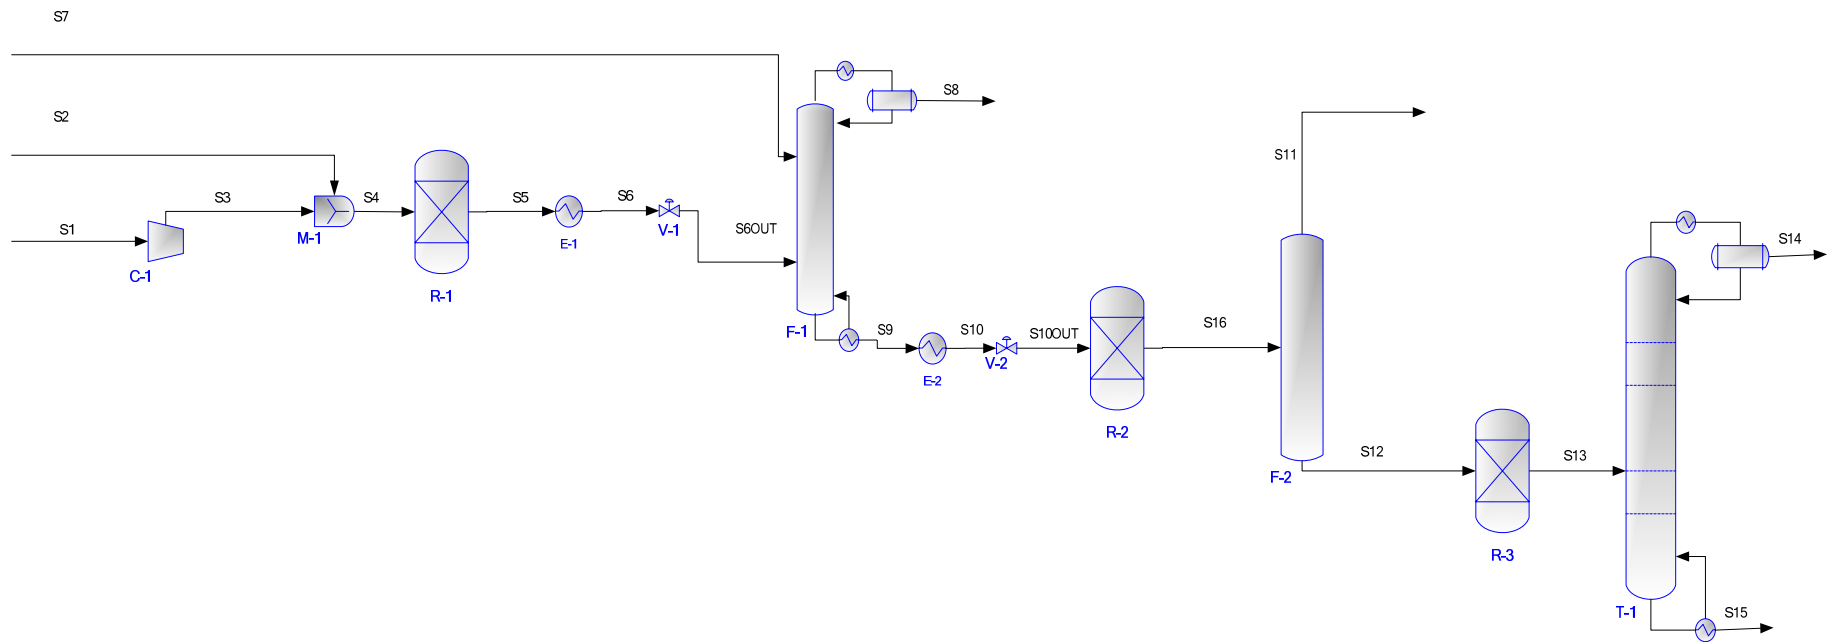 S7
S2
S1
C-1
S3
M-1
S4
R-1
S5
E-1
S6
V-1
S6OUT
F-1
S8
S9
E-2
S10
V-2
S10OUT
R-2
S16
S11
F-2
S12
R-3
S13
T-1
S14
S15